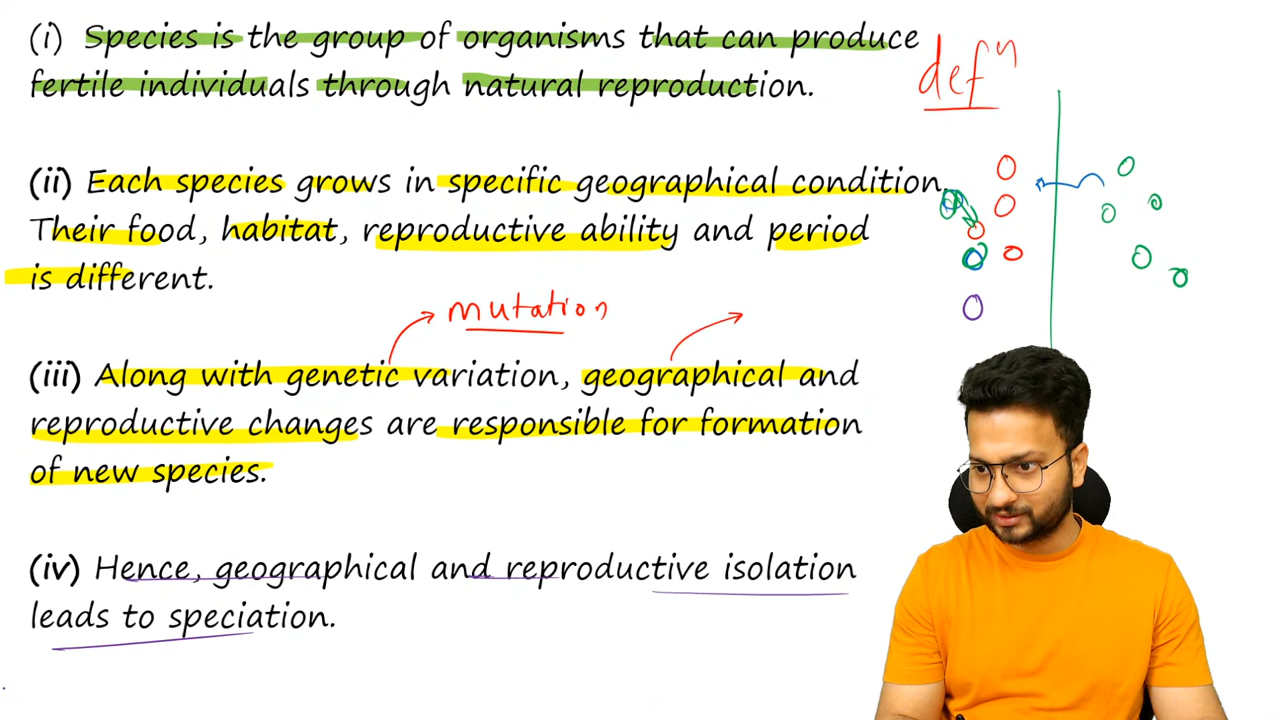 (i) Species is the group of organisms that can produce
fertile individuals through natural reproduction.
defⁿ
(ii) Each species grows in specific geographical condition.
Their food, habitat, reproductive ability and period
is different.
mutation
(iii) Along with genetic variation, geographical and
reproductive changes are responsible for formation
of new species.
(iv) Hence, geographical and reproductive isolation
leads to speciation.